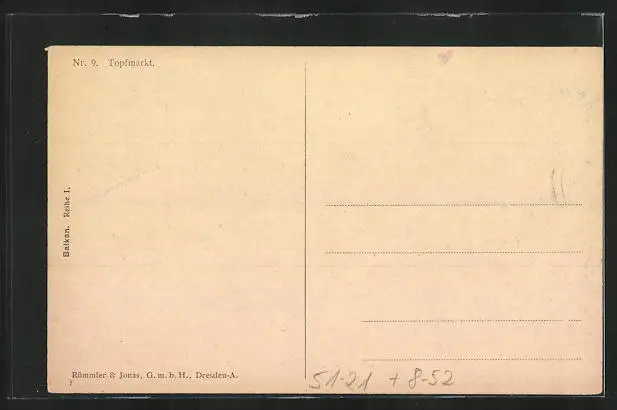 Nr. 9. Topfmarkt.
Balkan. Reihe I.
Römmler & Jonas, G. m. b. H., Dresden-A.
51-21 + 8-52